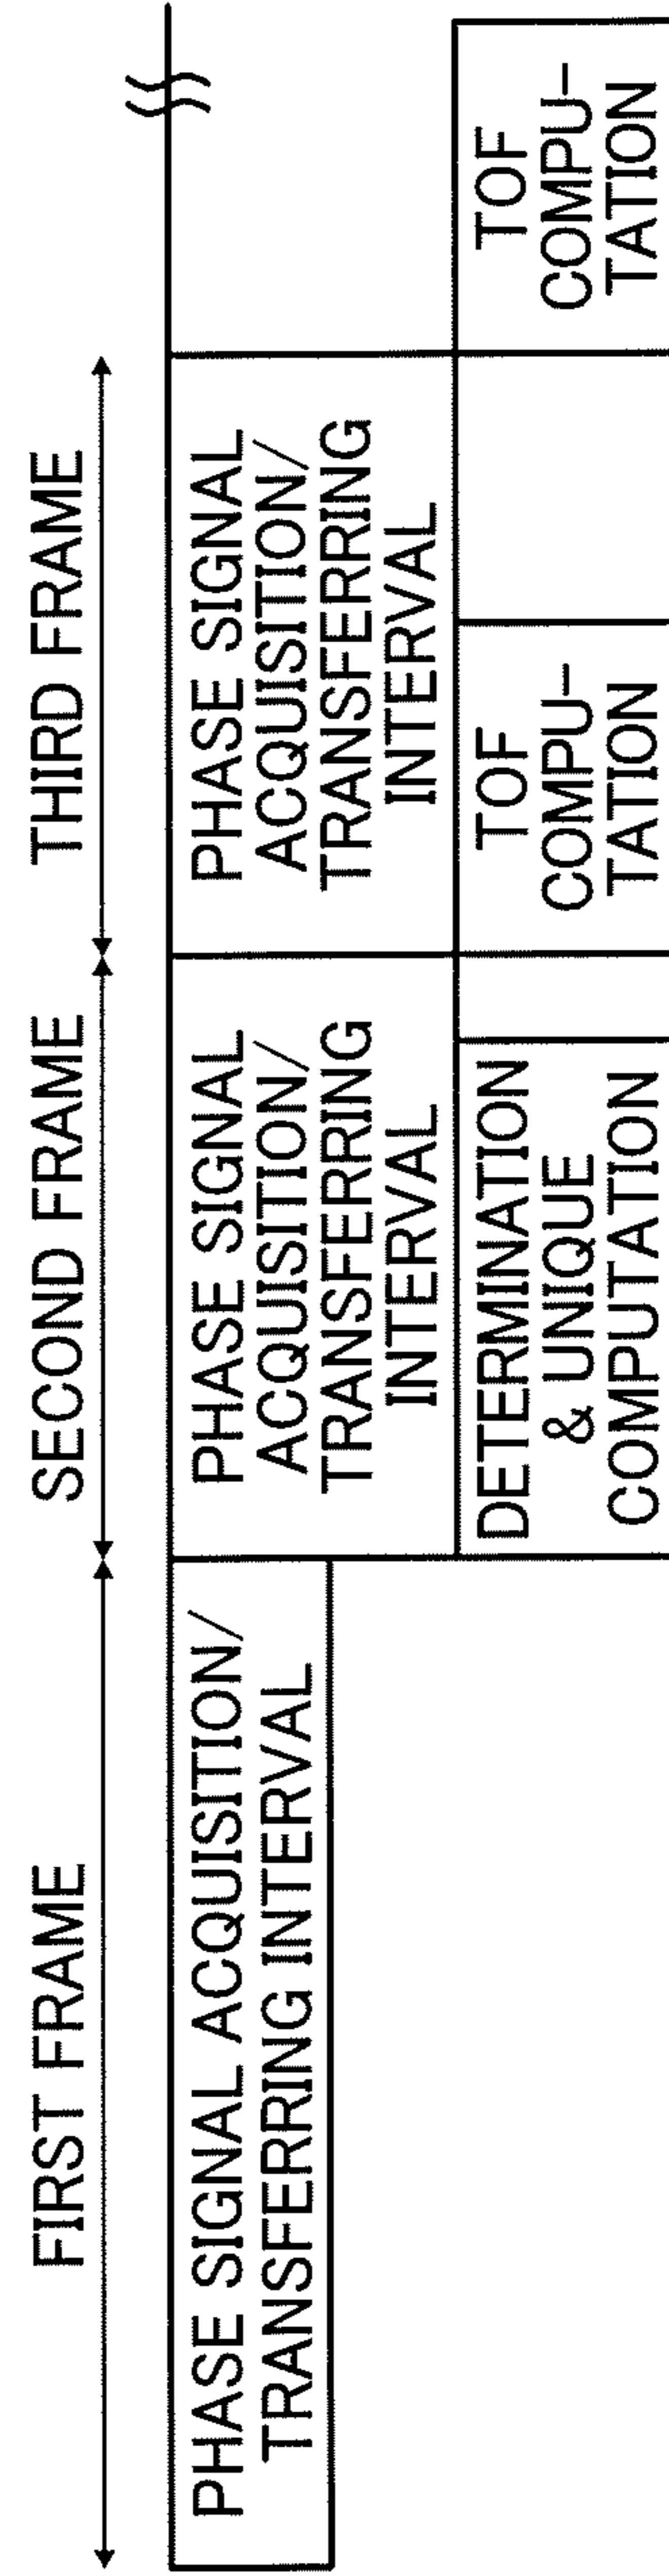 FIRST FRAME
SECOND FRAME
THIRD FRAME
PHASE SIGNAL ACQUISITION/
TRANSFERRING INTERVAL
PHASE SIGNAL
ACQUISITION/
TRANSFERRING
INTERVAL
PHASE SIGNAL
ACQUISITION/
TRANSFERRING
INTERVAL
DETERMINATION
& UNIQUE
COMPUTATION
TOF
COMPU-
TATION
TOF
COMPU-
TATION